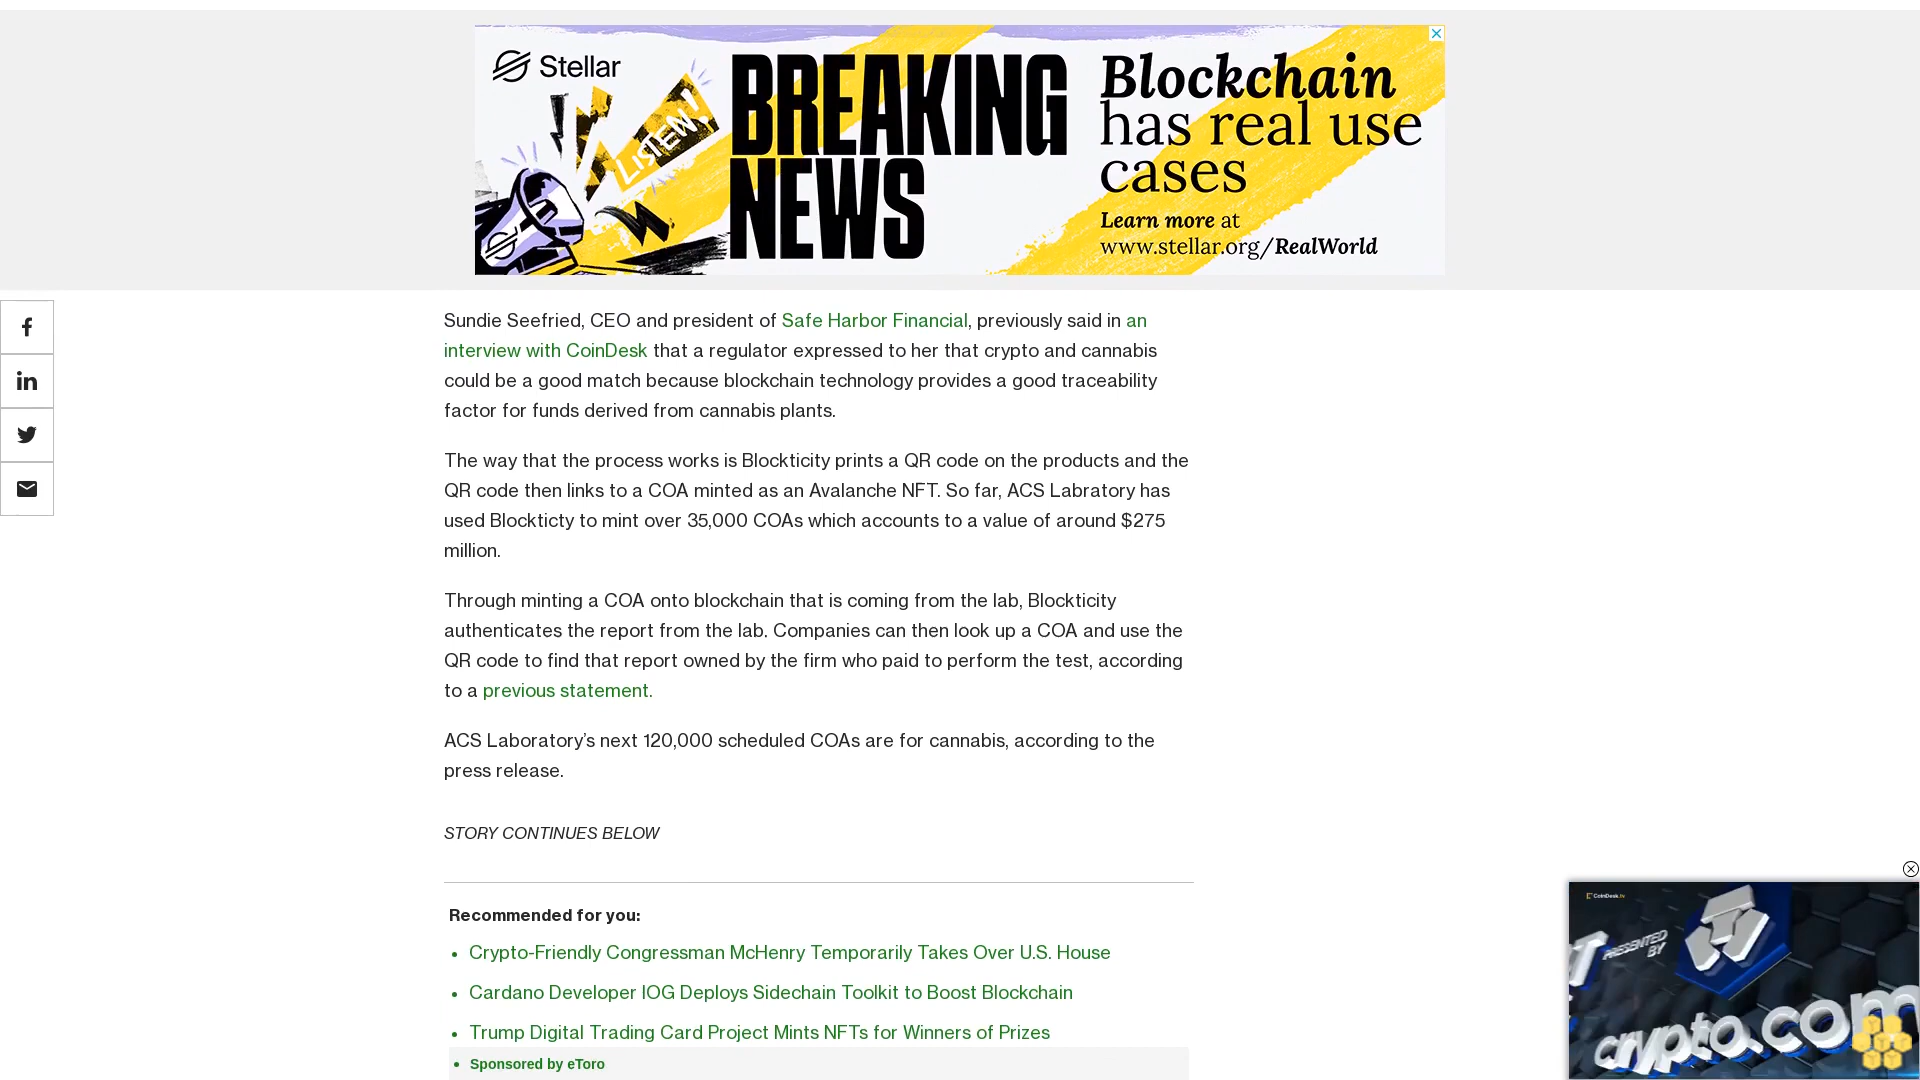 Stellar
LISTEN!
BREAKING
NEWS
Blockchain
has real use
cases
Learn more at
www.stellar.org/RealWorld
Sundie Seefried, CEO and president of Safe Harbor Financial, previously said in an
interview with CoinDesk that a regulator expressed to her that crypto and cannabis
could be a good match because blockchain technology provides a good traceability
factor for funds derived from cannabis plants.
The way that the process works is Blockticity prints a QR code on the products and the
QR code then links to a COA minted as an Avalanche NFT. So far, ACS Labratory has
used Blockticty to mint over 35,000 COAs which accounts to a value of around $275
million.
Through minting a COA onto blockchain that is coming from the lab, Blockticity
authenticates the report from the lab. Companies can then look up a COA and use the
QR code to find that report owned by the firm who paid to perform the test, according
to a previous statement.
ACS Laboratory’s next 120,000 scheduled COAs are for cannabis, according to the
press release.
STORY CONTINUES BELOW
Recommended for you:
• Crypto-Friendly Congressman McHenry Temporarily Takes Over U.S. House
• Cardano Developer IOG Deploys Sidechain Toolkit to Boost Blockchain
• Trump Digital Trading Card Project Mints NFTs for Winners of Prizes
• Sponsored by eToro
CoinDesk.tv
PRESENTED
BY
crypto.com